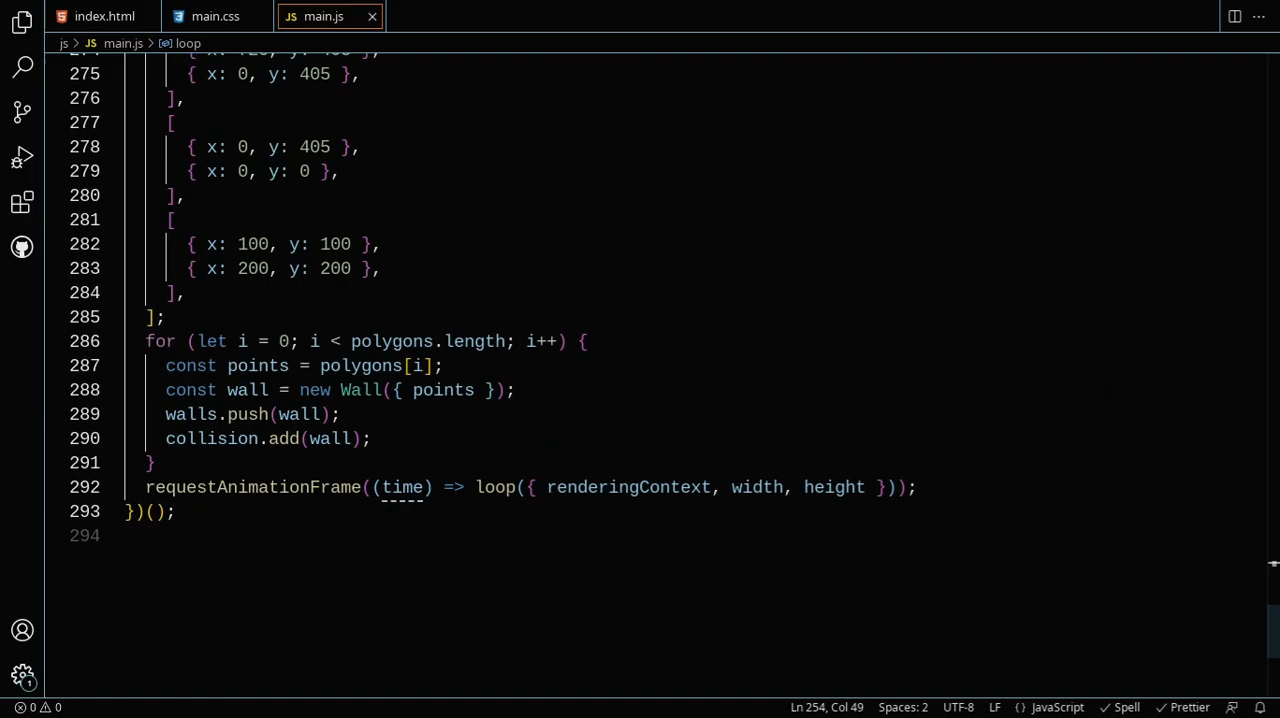 index.html
main.css
JS main.js
js > JS main.js > loop
275 { x: 0, y: 405 },
276 ],
277 [
278 { x: 0, y: 405 },
279 { x: 0, y: 0 },
280 ],
281 [
282 { x: 100, y: 100 },
283 { x: 200, y: 200 },
284 ],
285 ];
286 for (let i = 0; i < polygons.length; i++) {
287 const points = polygons[i];
288 const wall = new Wall({ points });
289 walls.push(wall);
290 collision.add(wall);
291 }
292 requestAnimationFrame((time) => loop({ renderingContext, width, height }));
293 })();
294
1
0 0 Ln 254, Col 49 Spaces: 2 UTF-8 LF {} JavaScript Spell Prettier